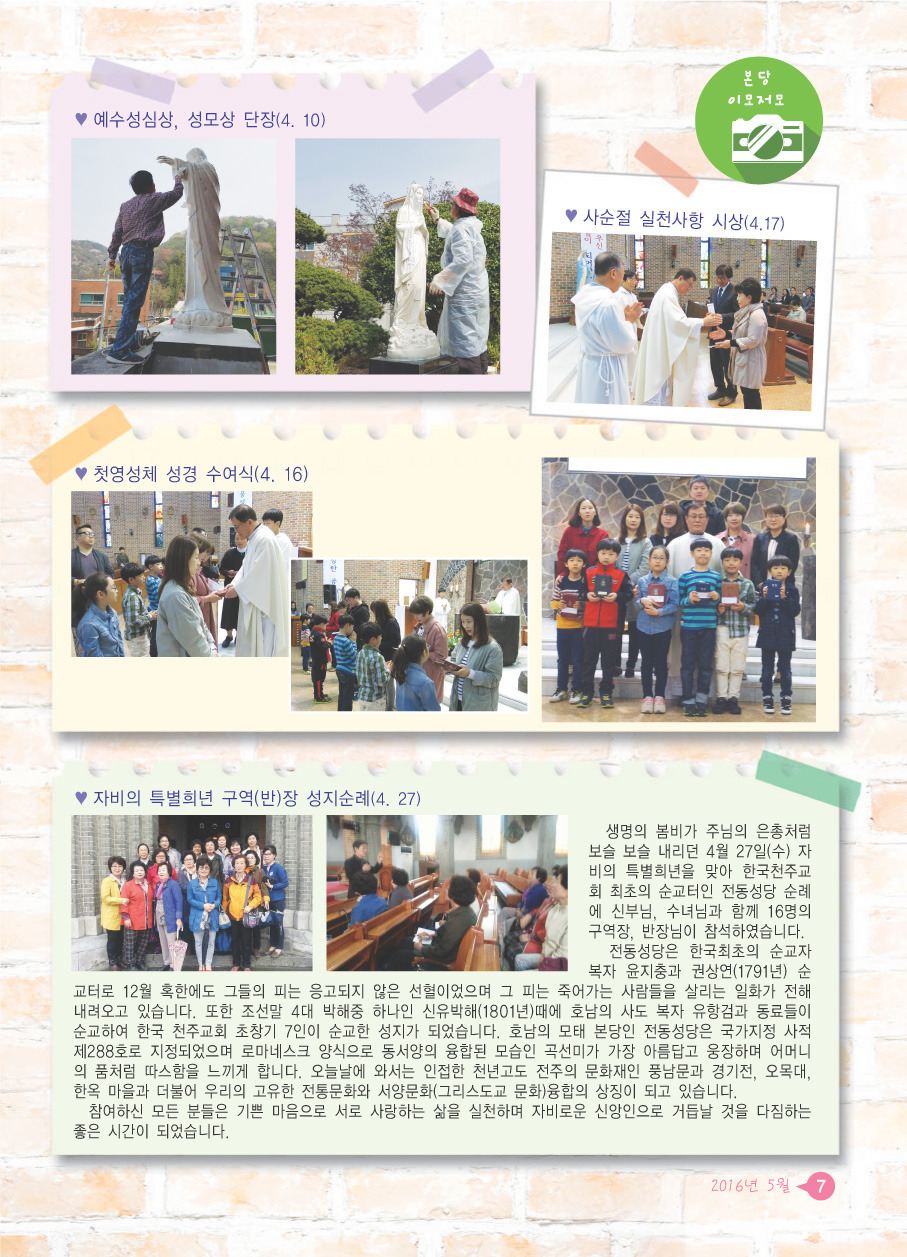 본당
이모저모
♥ 예수성심상, 성모상 단장(4. 10)
♥ 사순절 실천사항 시상(4.17)
♥ 첫영성체 성경 수여식(4. 16)
♥ 자비의 특별희년 구역(반)장 성지순례(4. 27)
생명의 봄비가 주님의 은총처럼
보슬 보슬 내리던 4월 27일(수) 자
비의 특별희년을 맞아 한국천주교
회 최초의 순교터인 전동성당 순례
에 신부님, 수녀님과 함께 16명의
구역장, 반장님이 참석하였습니다.
전동성당은 한국최초의 순교자
복자 윤지충과 권상연(1791년) 순
교터로 12월 혹한에도 그들의 피는 응고되지 않은 선혈이었으며 그 피는 죽어가는 사람들을 살리는 일화가 전해
내려오고 있습니다. 또한 조선말 4대 박해중 하나인 신유박해(1801년)때에 호남의 사도 복자 유항검과 동료들이
순교하여 한국 천주교회 초창기 7인이 순교한 성지가 되었습니다. 호남의 모태 본당인 전동성당은 국가지정 사적
제288호로 지정되었으며 로마네스크 양식으로 동서양의 융합된 모습인 곡선미가 가장 아름답고 웅장하며 어머니
의 품처럼 따스함을 느끼게 합니다. 오늘날에 와서는 인접한 천년고도 전주의 문화재인 풍남문과 경기전, 오목대,
한옥 마을과 더불어 우리의 고유한 전통문화와 서양문화(그리스도교 문화)융합의 상징이 되고 있습니다.
참여하신 모든 분들은 기쁜 마음으로 서로 사랑하는 삶을 실천하며 자비로운 신앙인으로 거듭날 것을 다짐하는
좋은 시간이 되었습니다.
2016년 5월 7